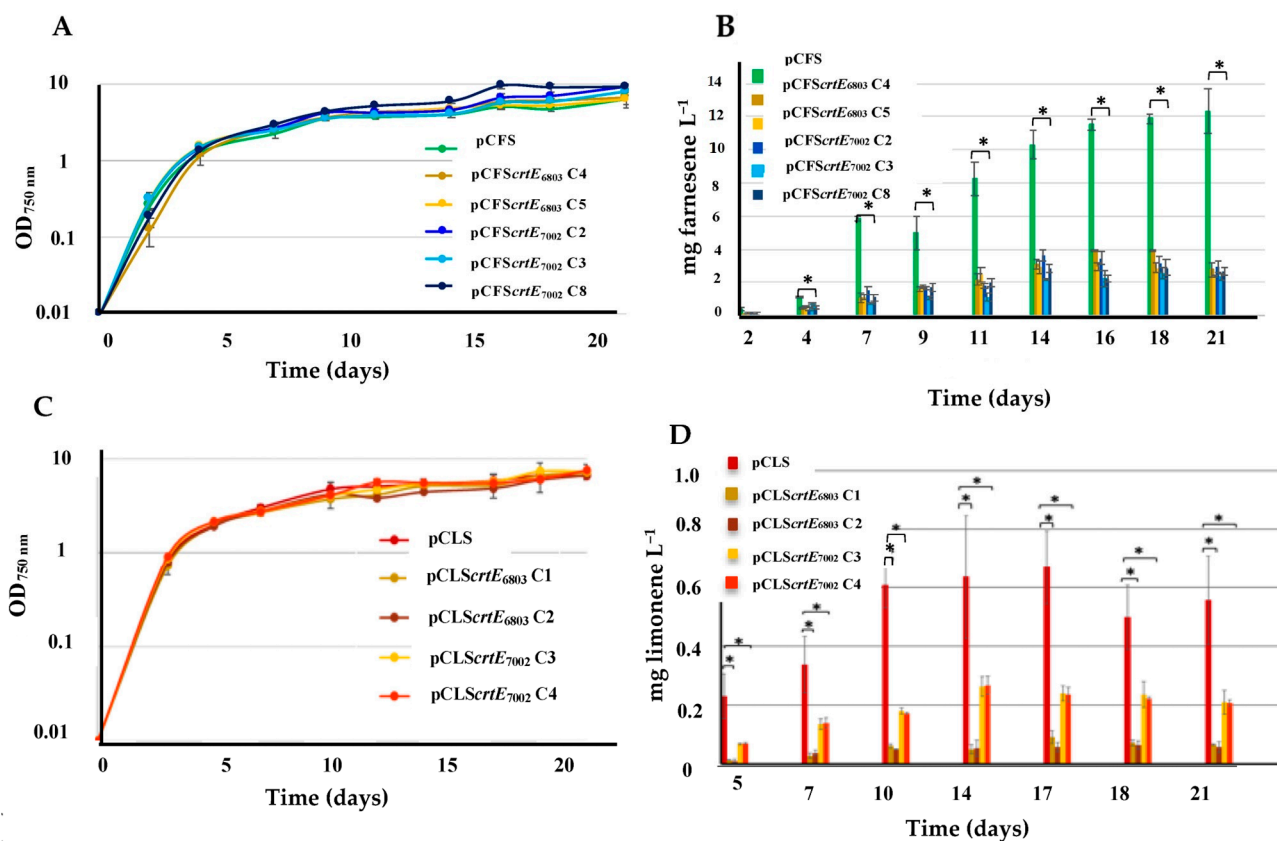 A
OD750 nm
10
1
0.1
0.01
0
5
10
15
20
Time (days)
pCFS
pCFScrtE6803 C4
pCFScrtE6803 C5
pCFScrtE7002 C2
pCFScrtE7002 C3
pCFScrtE7002 C8
B
mg farnesene L−1
14
12
10
8
6
4
2
0
pCFS
pCFScrtE6803 C4
pCFScrtE6803 C5
pCFScrtE7002 C2
pCFScrtE7002 C3
pCFScrtE7002 C8
* * * * * * * *
2 4 7 9 11 14 16 18 21
Time (days)
C
OD750 nm
10
1
0.1
0.01
0
5
10
15
20
Time (days)
pCLS
pCLScrtE6803 C1
pCLScrtE6803 C2
pCLScrtE7002 C3
pCLScrtE7002 C4
D
mg limonene L−1
1.0
0.8
0.6
0.4
0.2
0
pCLS
pCLScrtE6803 C1
pCLScrtE6803 C2
pCLScrtE7002 C3
pCLScrtE7002 C4
* * * * * * *
* * * * * * *
5 7 10 14 17 18 21
Time (days)